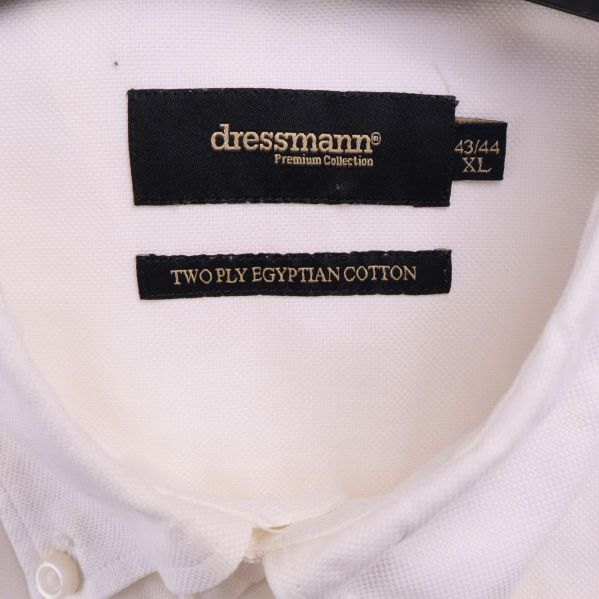 dressmann®
Premium Collection
43/44
XL
TWO PLY EGYPTIAN COTTON